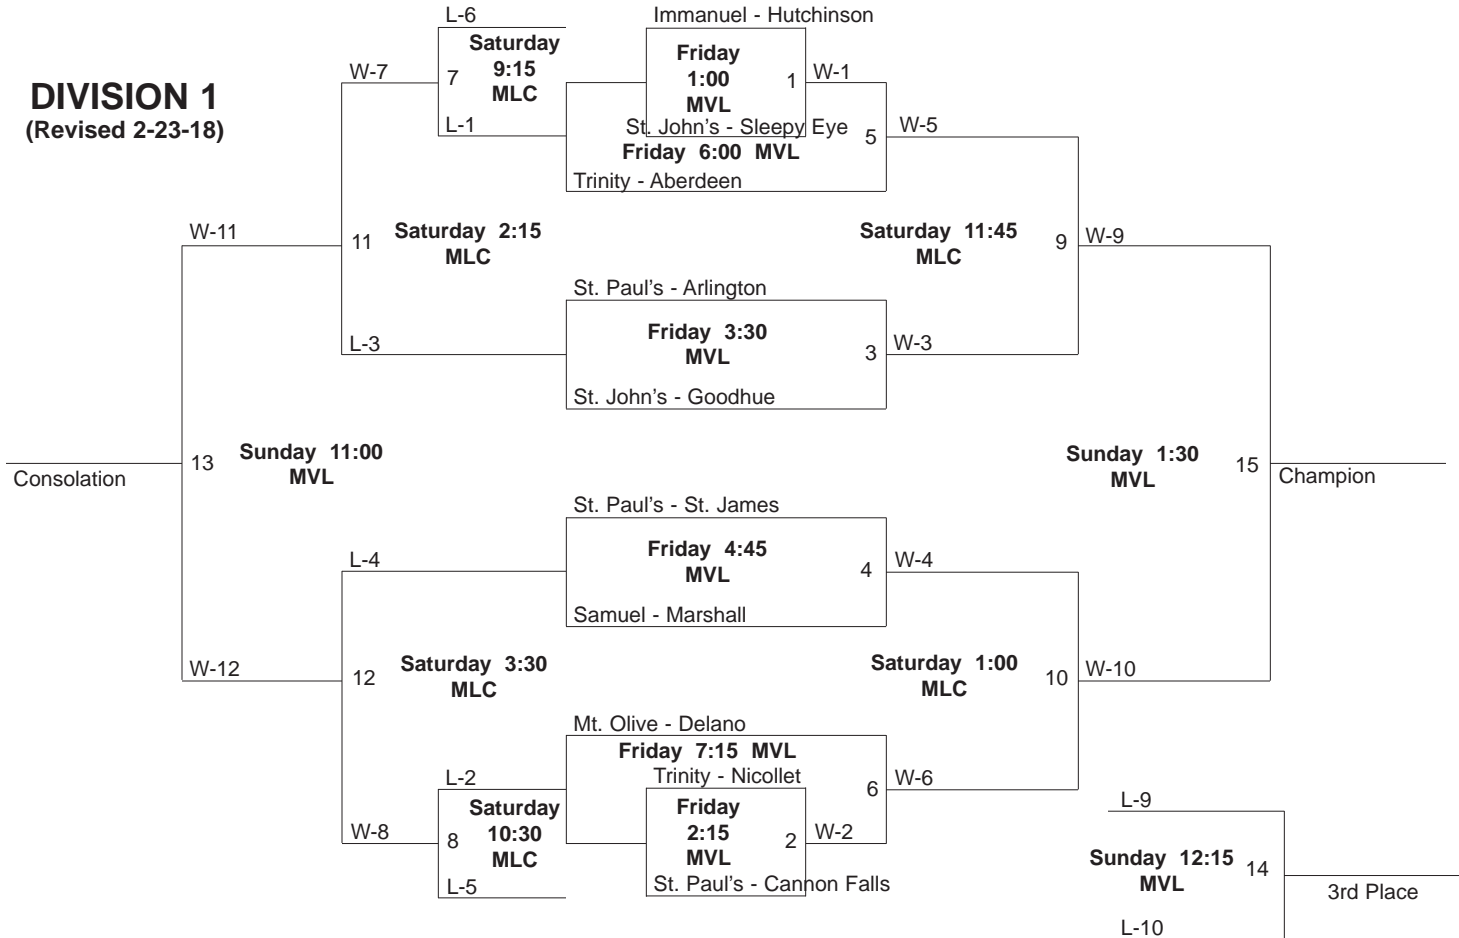 DIVISION 1
(Revised 2-23-18)
L-6
Saturday
9:15
MLC
7
W-7
L-1
Immanuel - Hutchinson
Friday
1:00
MVL
1
W-1
St. John's - Sleepy Eye
Friday 6:00 MVL
5
W-5
Trinity - Aberdeen
W-11
11
Saturday 2:15
MLC
Saturday 11:45
MLC
9
W-9
St. Paul's - Arlington
L-3
Friday 3:30
MVL
3
W-3
St. John's - Goodhue
Consolation
13
Sunday 11:00
MVL
Sunday 1:30
MVL
15
Champion
St. Paul's - St. James
L-4
Friday 4:45
MVL
4
W-4
Samuel - Marshall
W-12
12
Saturday 3:30
MLC
Saturday 1:00
MLC
10
W-10
Mt. Olive - Delano
Friday 7:15 MVL
6
W-6
L-2
Saturday
10:30
MLC
8
W-8
L-5
Trinity - Nicollet
Friday
2:15
MVL
2
W-2
St. Paul's - Cannon Falls
L-9
Sunday 12:15
MVL
14
3rd Place
L-10